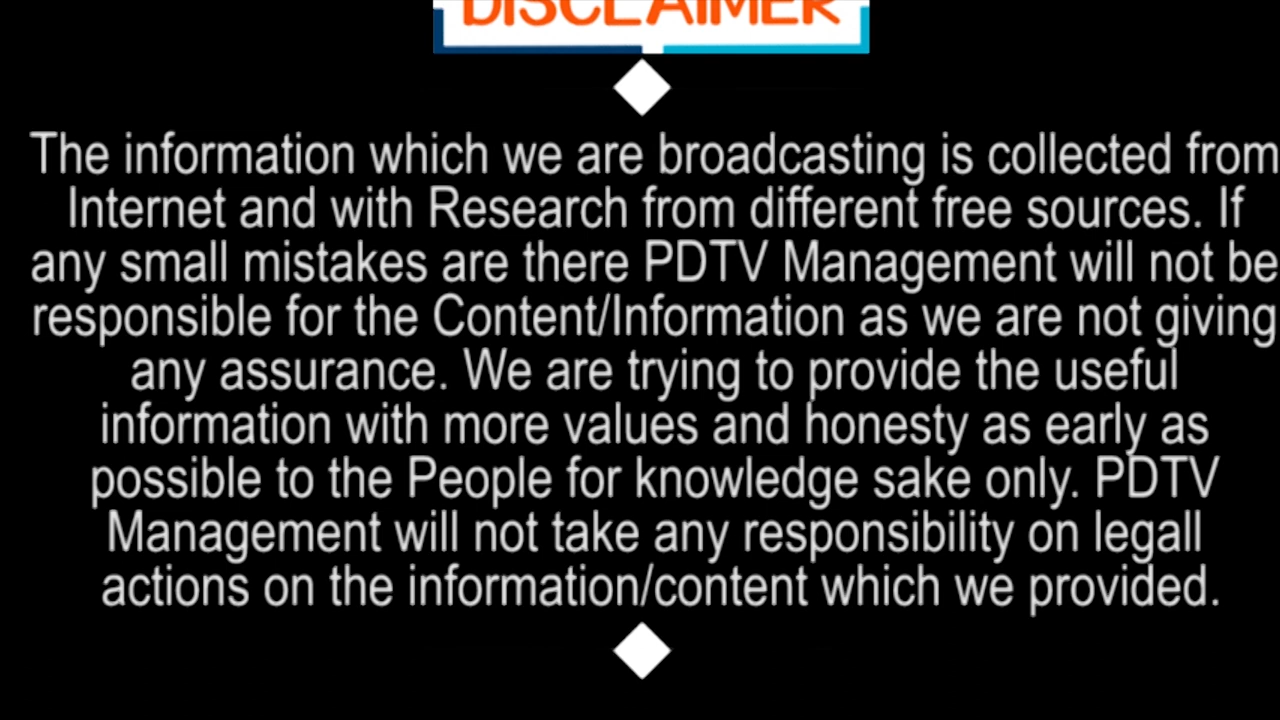 DISCLAIMER
The information which we are broadcasting is collected from
Internet and with Research from different free sources. If
any small mistakes are there PDTV Management will not be
responsible for the Content/Information as we are not giving
any assurance. We are trying to provide the useful
information with more values and honesty as early as
possible to the People for knowledge sake only. PDTV
Management will not take any responsibility on legall
actions on the information/content which we provided.